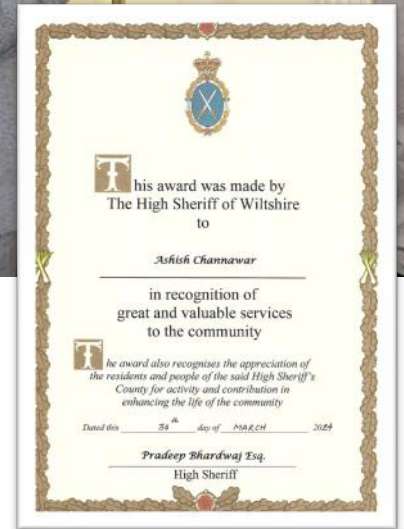 This award was made by
The High Sheriff of Wiltshire
to
Ashish Channawar
in recognition of
great and valuable services
to the community
The award also recognises the appreciation of
the residents and people of the said High Sheriff's
County for activity and contribution in
enhancing the life of the community
Dated this th day of MARCH 2024
Pradeep Bhardwaj Esq.
High Sheriff